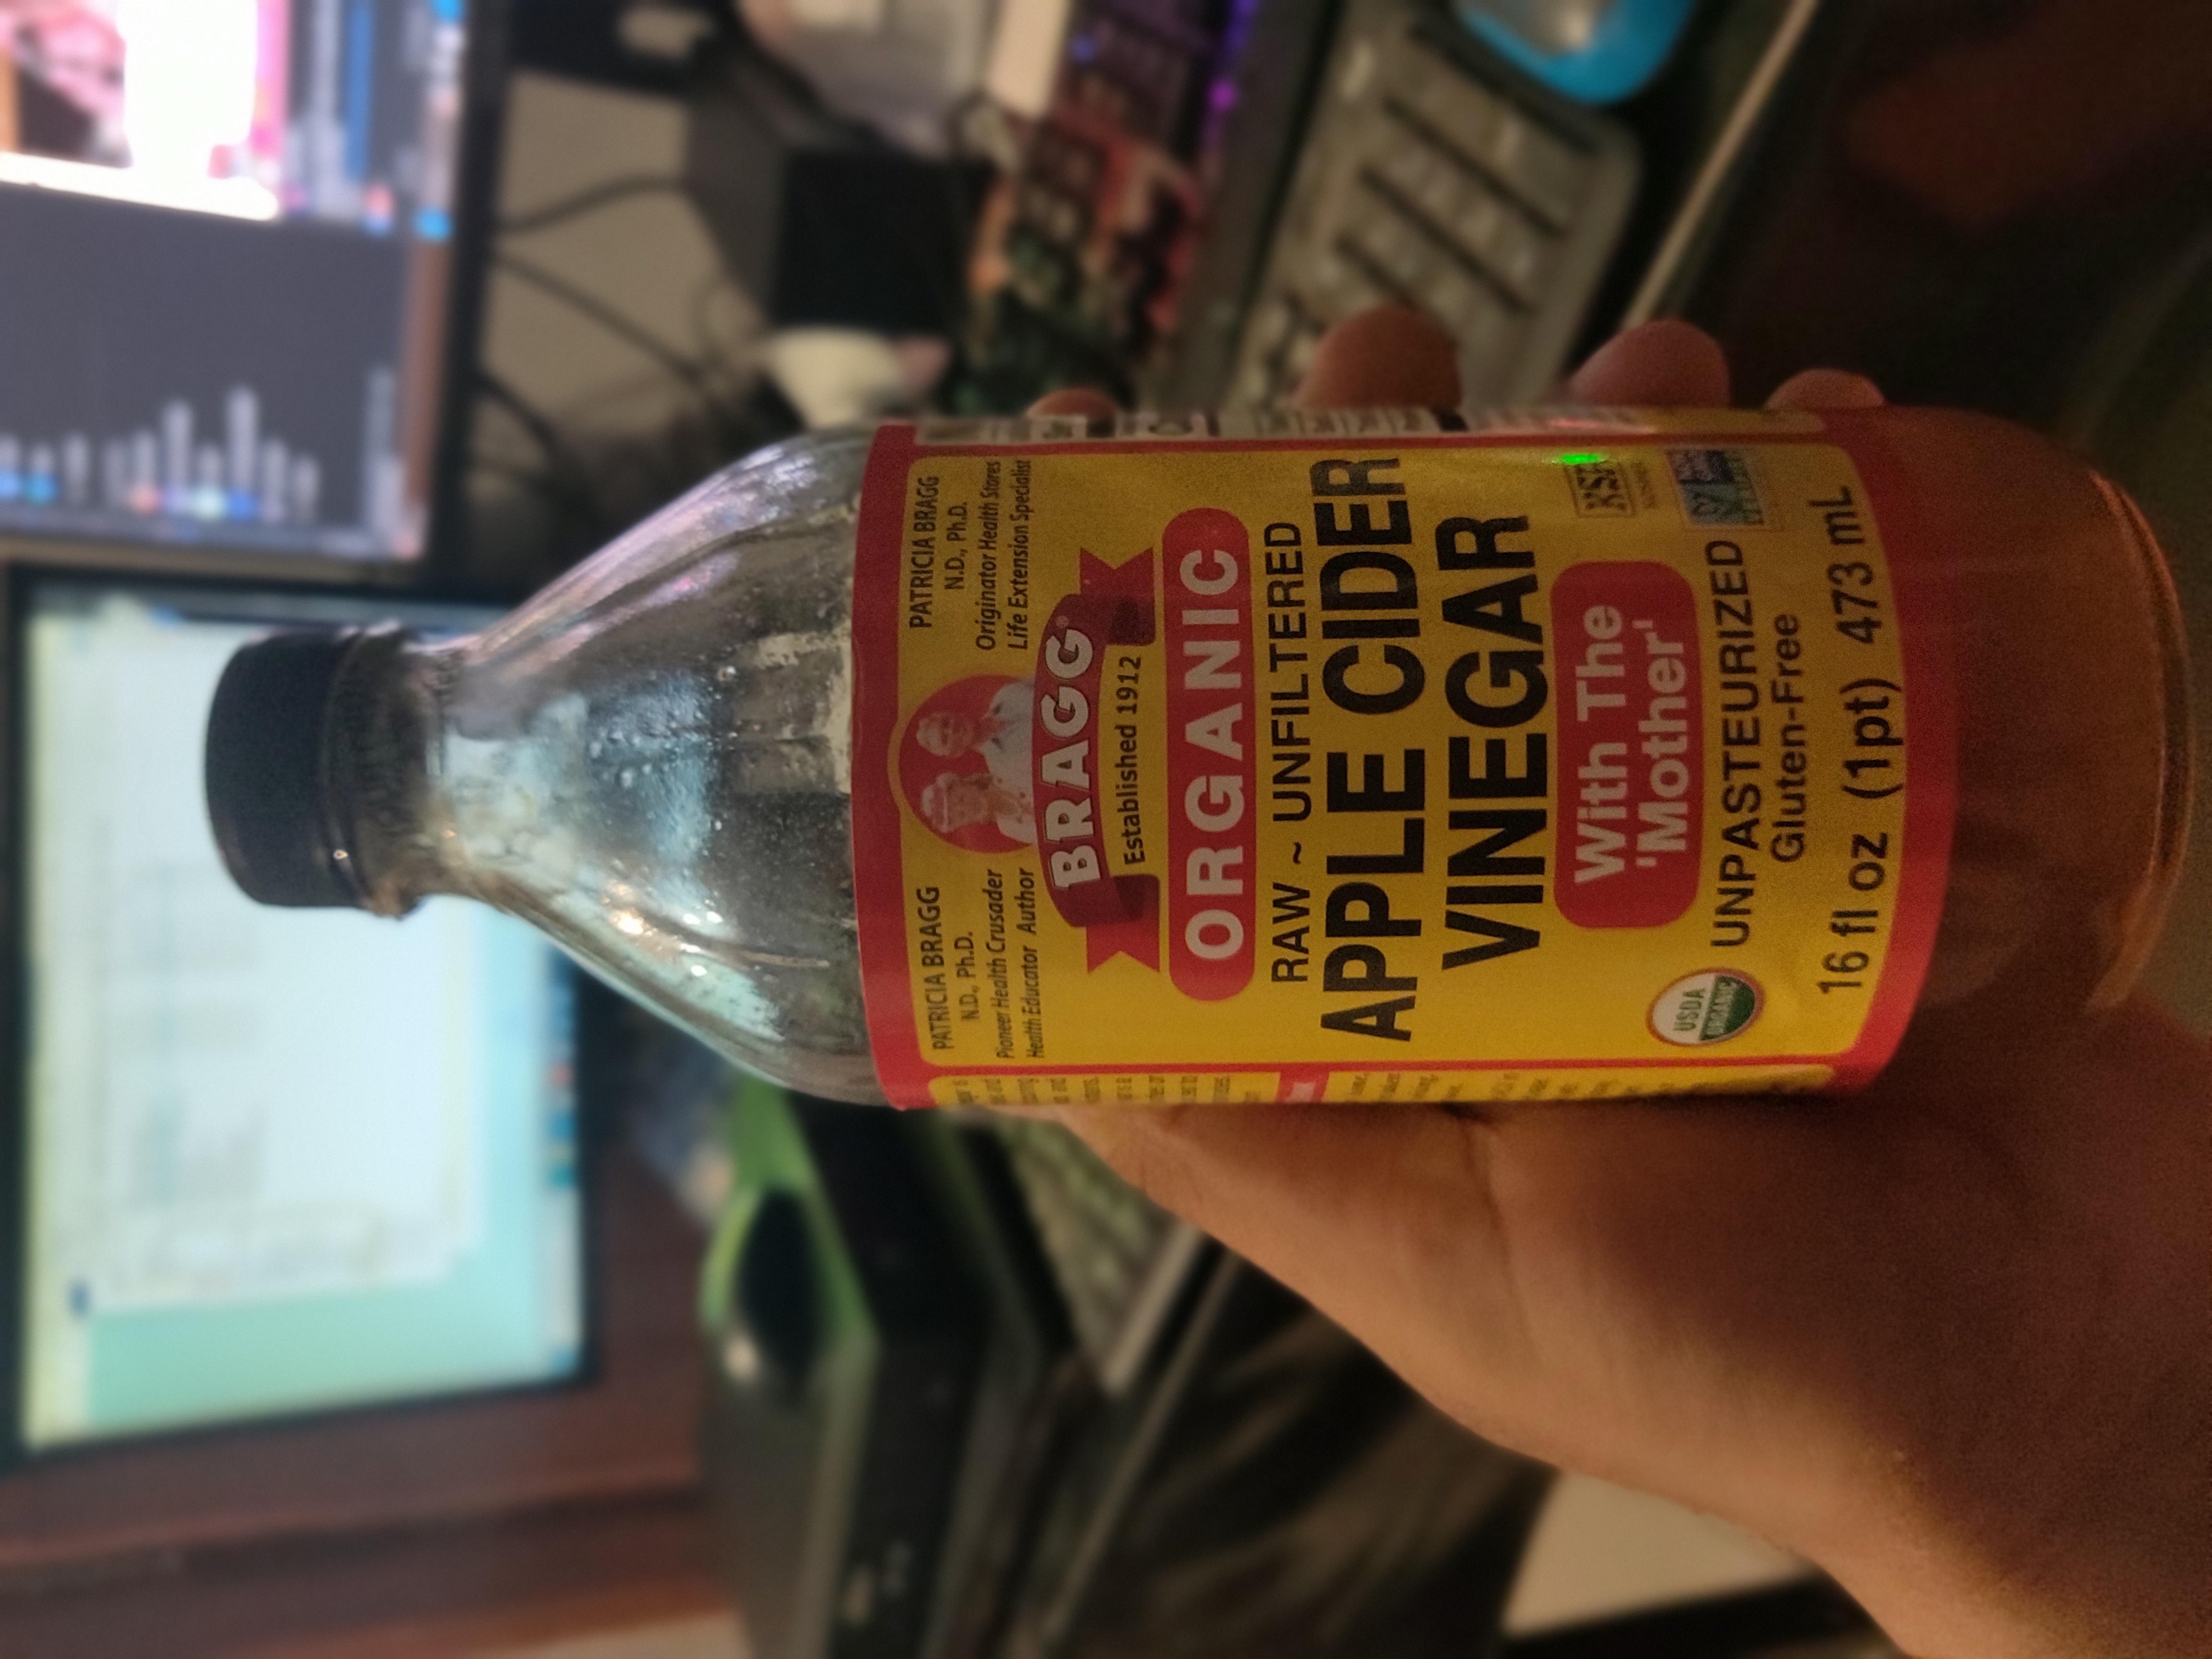 PATRICIA BRAGG
N.D., Ph.D.
Pioneer Health Crusader
Health Educator Author
PATRICIA BRAGG
N.D., Ph.D.
Originator Health Stores
Life Extension Specialist
BRAGG®
Established 1912
ORGANIC
RAW ~ UNFILTERED
APPLE CIDER
VINEGAR
With The
'Mother'
USDA
ORGANIC
UNPASTEURIZED
Gluten-Free
16 fl oz (1pt) 473 mL